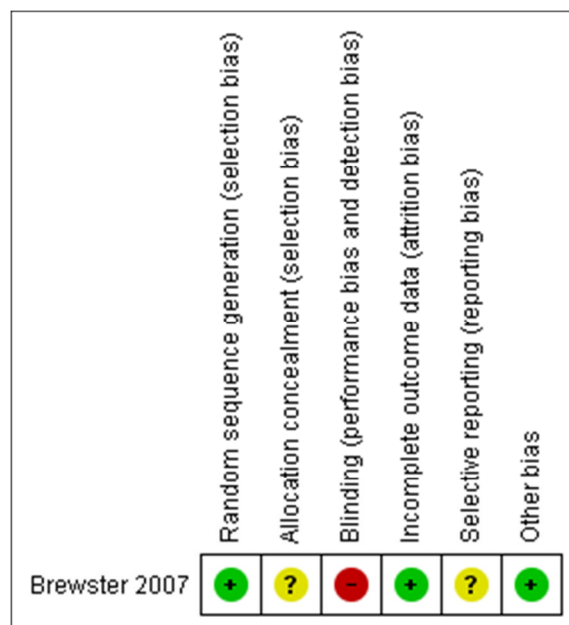 Random sequence generation (selection bias)
Allocation concealment (selection bias)
Blinding (performance bias and detection bias)
Incomplete outcome data (attrition bias)
Selective reporting (reporting bias)
Other bias
Brewster 2007 + ? - + ? +